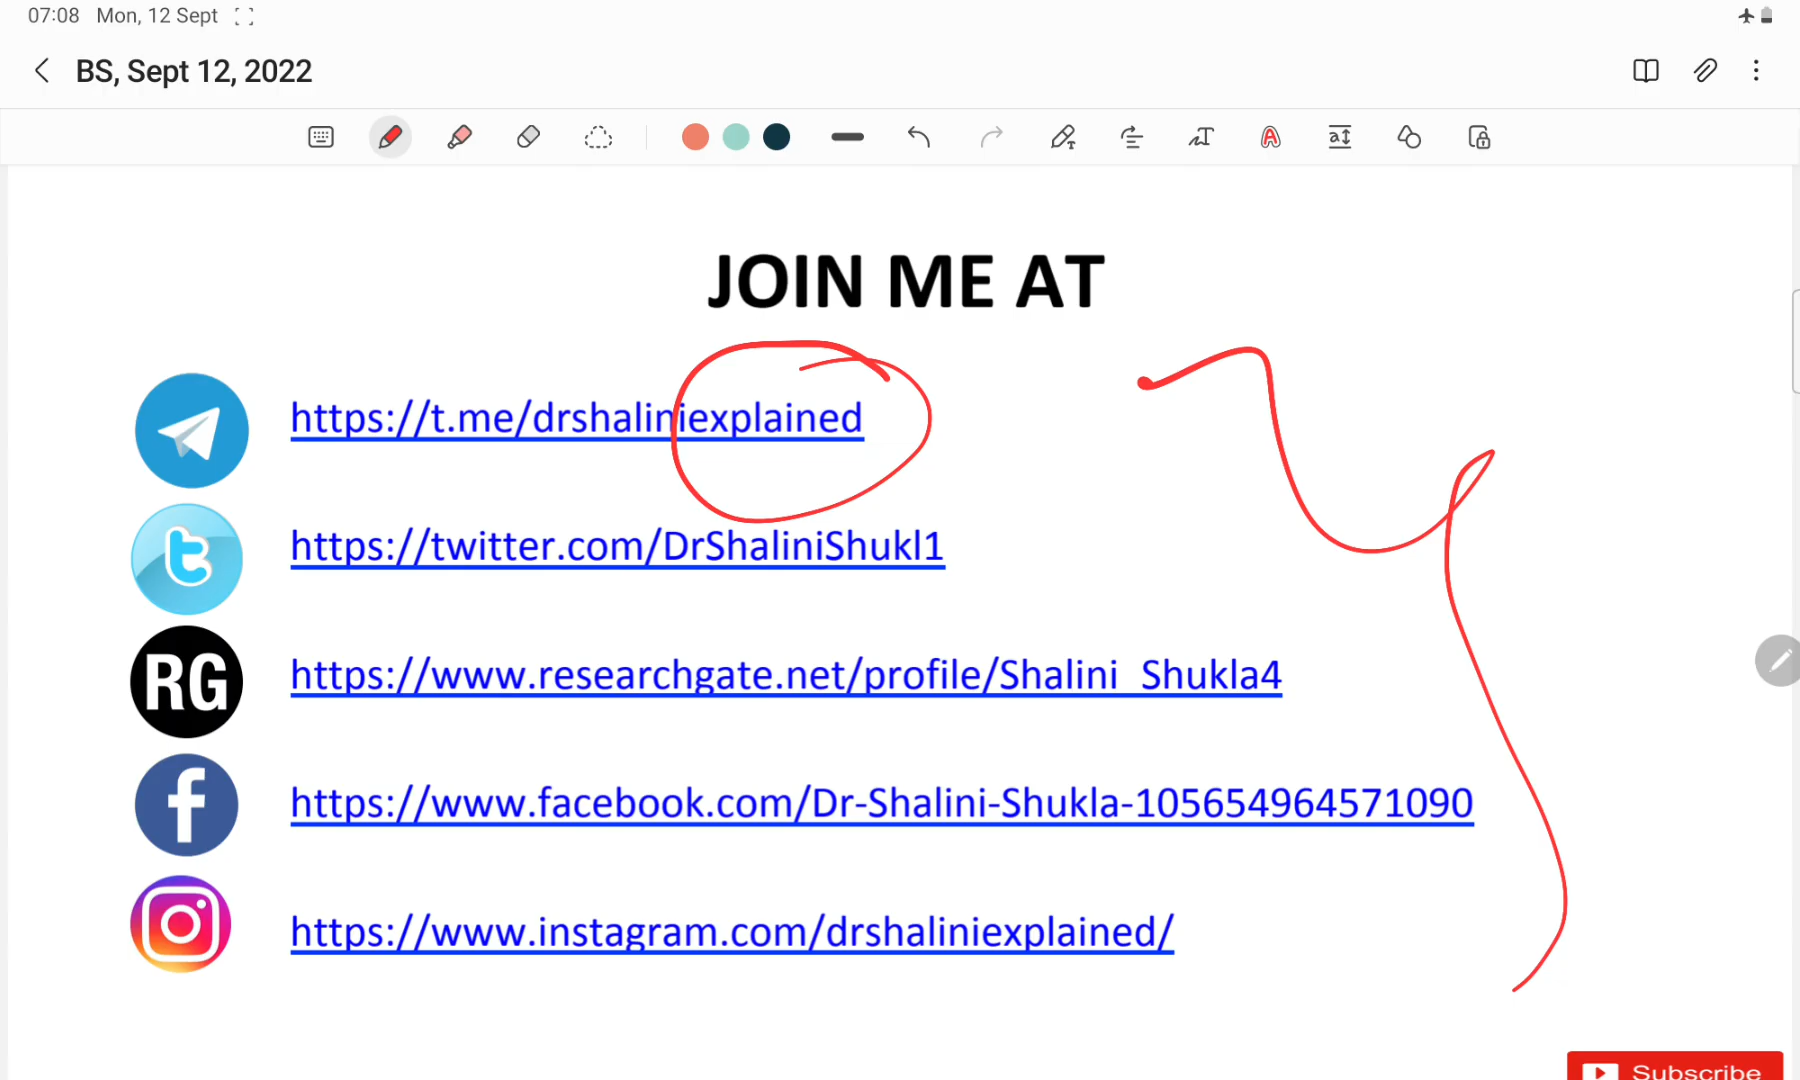 07:08 Mon, 12 Sept
BS, Sept 12, 2022
JOIN ME AT
https://t.me/drshaliniexplained
https://twitter.com/DrShaliniShukl1
RG
https://www.researchgate.net/profile/Shalini_Shukla4
https://www.facebook.com/Dr-Shalini-Shukla-105654964571090
https://www.instagram.com/drshaliniexplained/
Subscribe